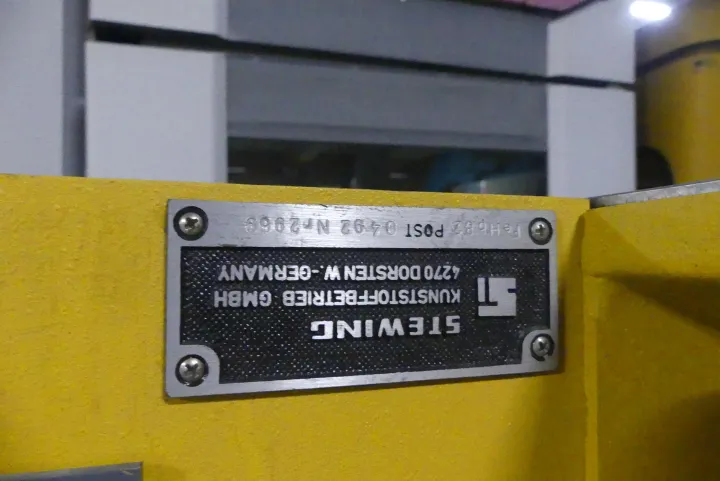 STEWING
KUNSTSTOFFBETRIEB GMBH
4270 DORSTEN W.-GERMANY
POST 0492